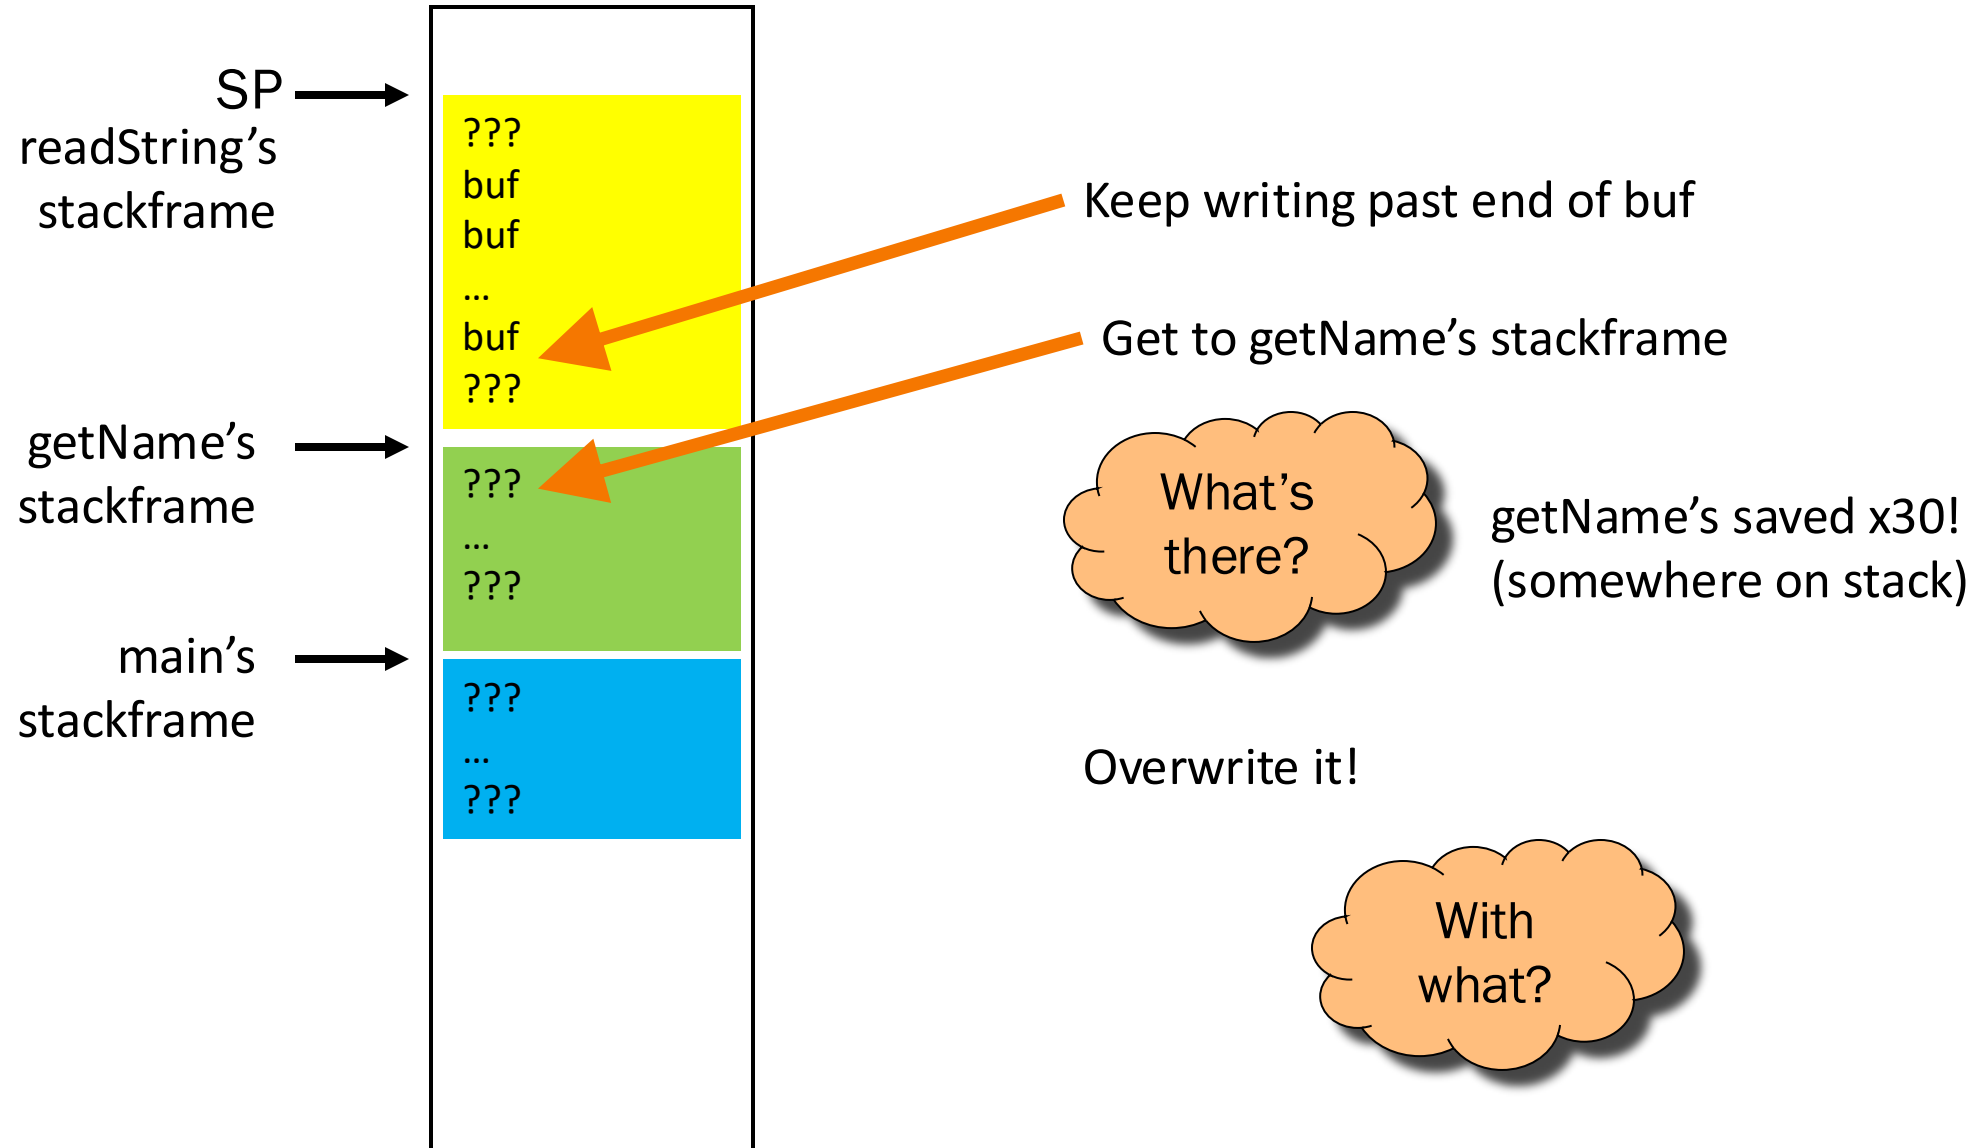 SP
readString’s
stackframe
???
buf
buf
...
buf
???
Keep writing past end of buf
Get to getName’s stackframe
getName’s
stackframe
???
...
???
What’s
there?
getName’s saved x30!
(somewhere on stack)
main’s
stackframe
???
...
???
Overwrite it!
With
what?